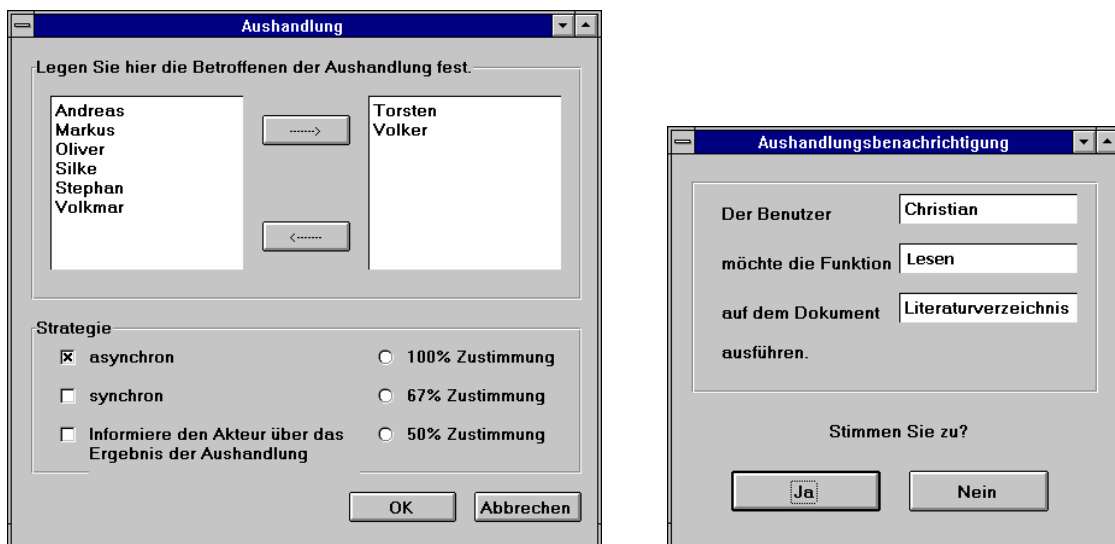 Aushandlung
Legen Sie hier die Betroffenen der Aushandlung fest.
Andreas
Markus
Oliver
Silke
Stephan
Volkmar
------->
<-------
Torsten
Volker
Strategie
asynchron
synchron
Informiere den Akteur über das
Ergebnis der Aushandlung
100% Zustimmung
67% Zustimmung
50% Zustimmung
OK
Abbrechen
Aushandlungsbenachrichtigung
Der Benutzer Christian
möchte die Funktion Lesen
auf dem Dokument Literaturverzeichnis
ausführen.
Stimmen Sie zu?
Ja
Nein